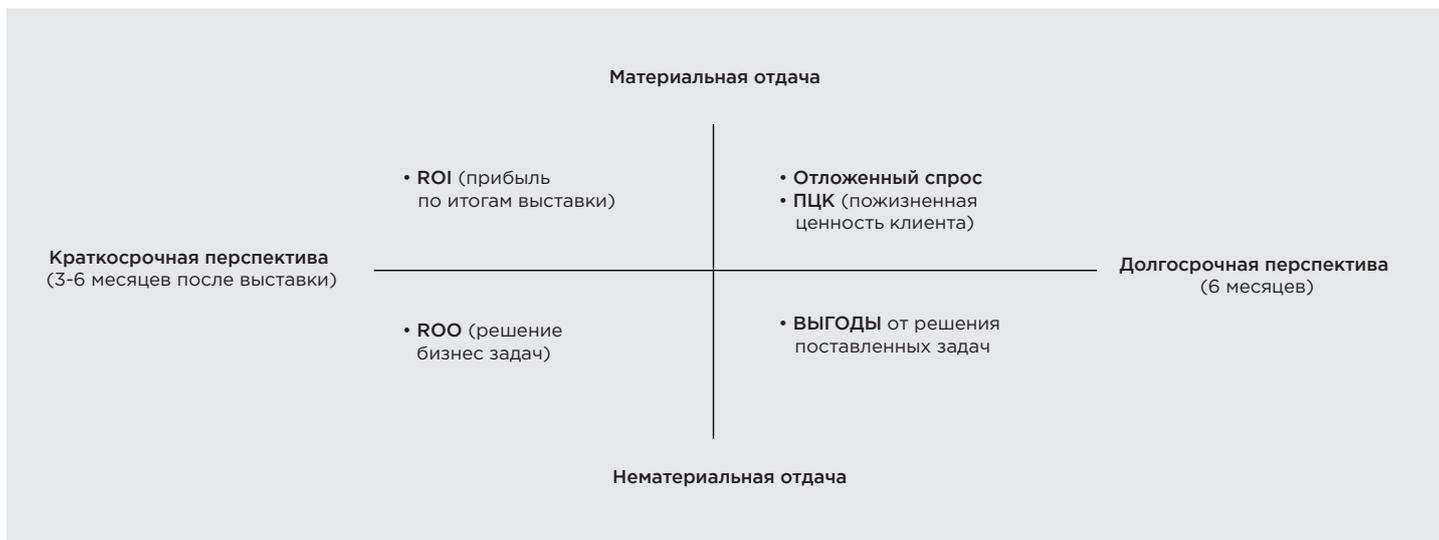 Материальная отдача
• ROI (прибыль
по итогам выставки)
• Отложенный спрос
• ПЦК (пожизненная
ценность клиента)
Краткосрочная перспектива
(3-6 месяцев после выставки)
Долгосрочная перспектива
(6 месяцев)
• ROO (решение
бизнес задач)
• ВЫГОДЫ от решения
поставленных задач
Нематериальная отдача